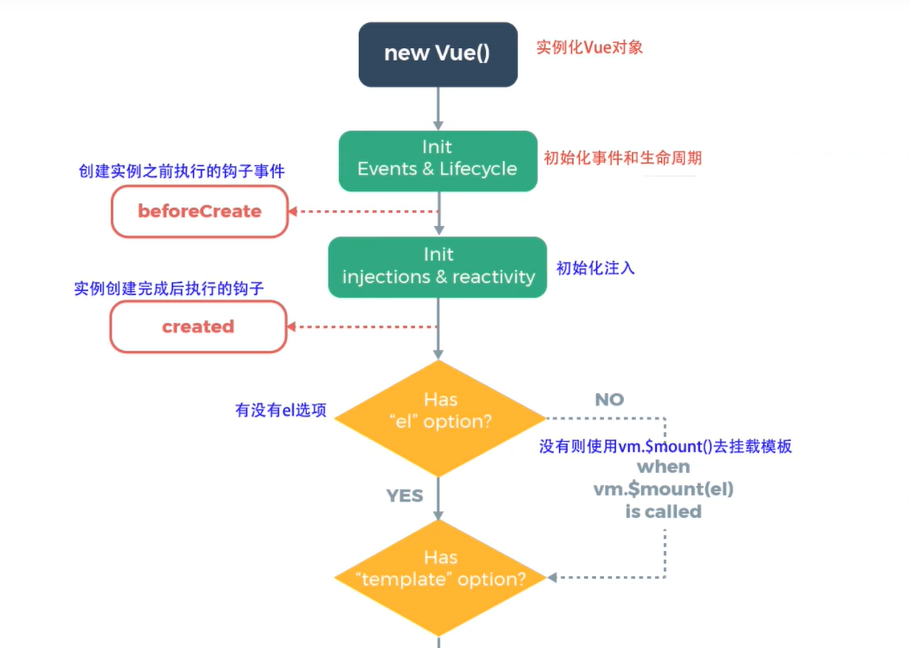 new Vue()
实例化Vue对象
Init
Events & Lifecycle
初始化事件和生命周期
创建实例之前执行的钩子事件
beforeCreate
Init
injections & reactivity
初始化注入
实例创建完成后执行的钩子
created
Has
“el” option?
有没有el选项
NO
没有则使用vm.$mount()去挂载模板
when
vm.$mount(el)
is called
YES
Has
“template” option?